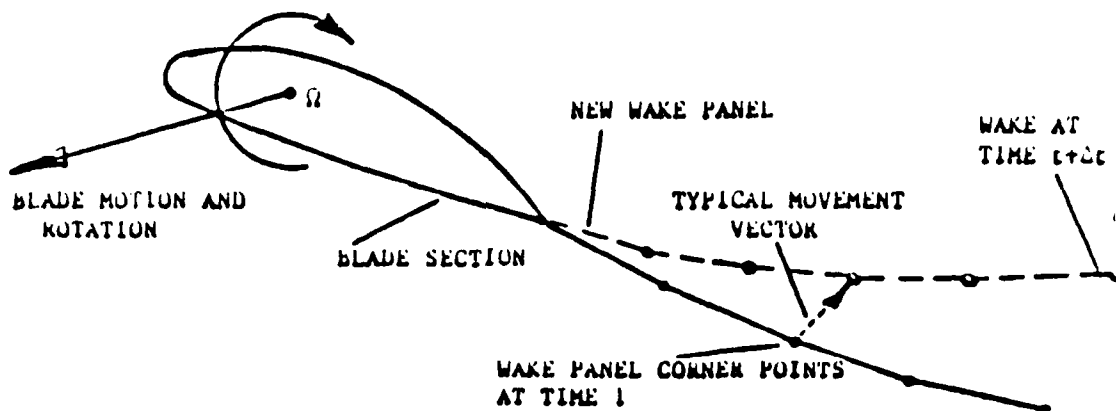 Ω
NEW WAKE PANEL
WAKE AT
TIME t+Δt
BLADE MOTION AND
ROTATION
TYPICAL MOVEMENT
VECTOR
BLADE SECTION
WAKE PANEL CORNER POINTS
AT TIME 1